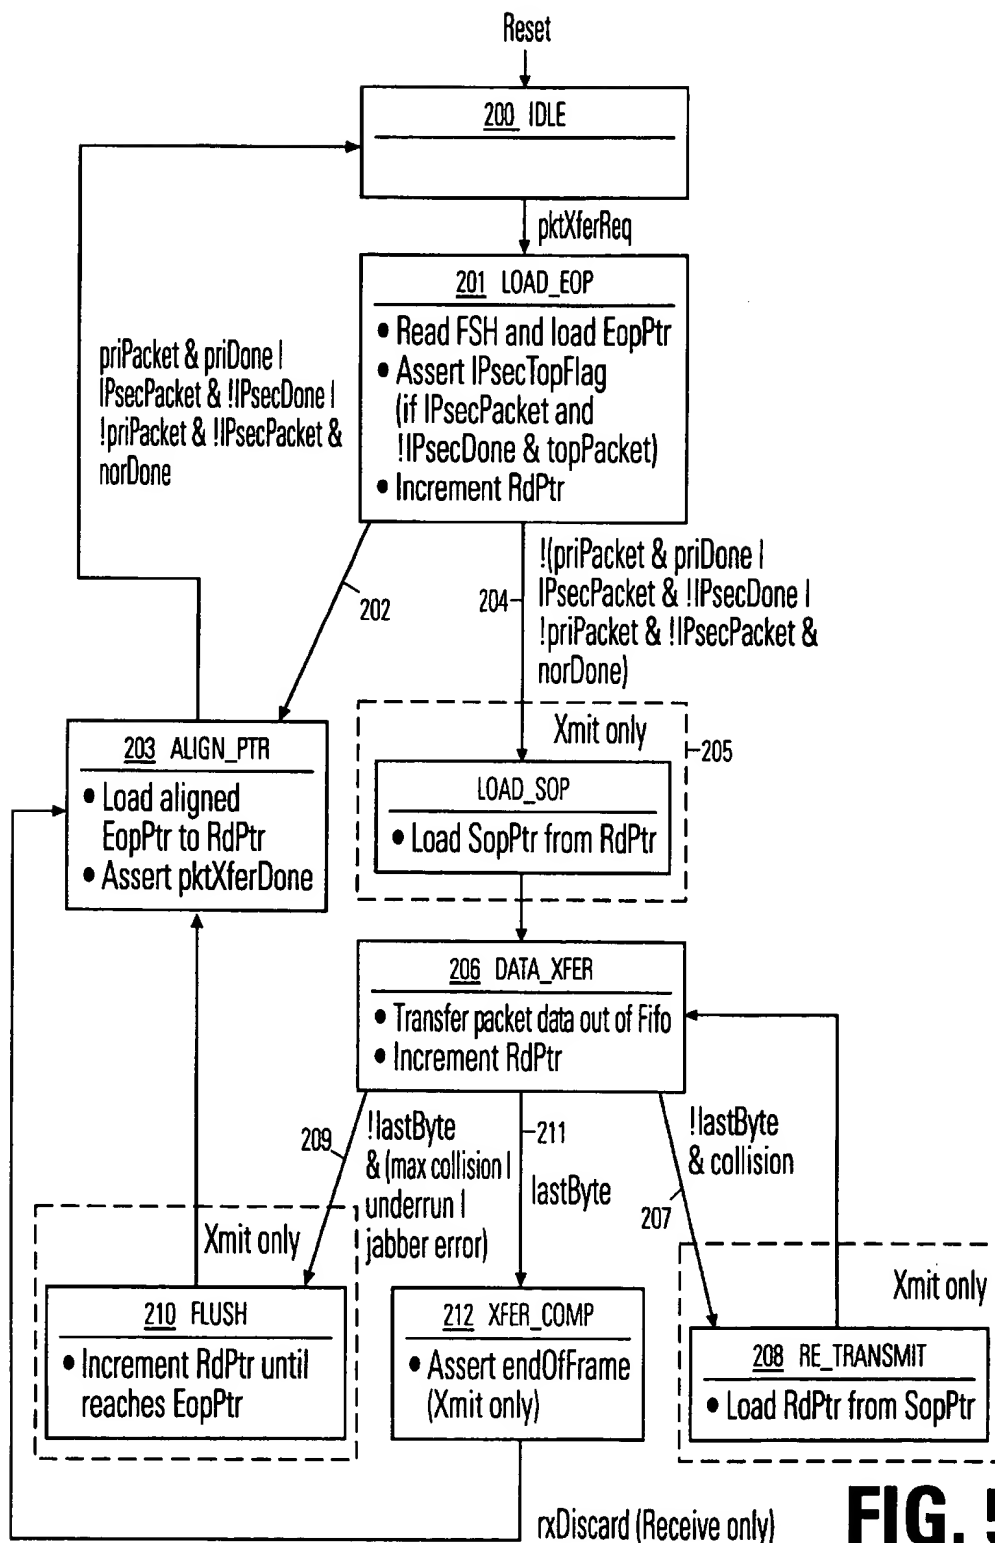 Reset
200 IDLE
pktXferReq
201 LOAD_EOP
• Read FSH and load EopPtr
• Assert IPsecTopFlag
(if IPsecPacket and
!IPsecDone & topPacket)
• Increment RdPtr
priPacket & priDone |
IPsecPacket & !IPsecDone |
!priPacket & !IPsecPacket &
norDone
202
204
!(priPacket & priDone |
IPsecPacket & !IPsecDone |
!priPacket & !IPsecPacket &
norDone)
203 ALIGN_PTR
• Load aligned
EopPtr to RdPtr
• Assert pktXferDone
Xmit only
205
LOAD_SOP
• Load SopPtr from RdPtr
206 DATA_XFER
• Transfer packet data out of Fifo
• Increment RdPtr
209
!lastByte
& (max collision |
underrun |
jabber error)
211
lastByte
!lastByte
& collision
207
Xmit only
210 FLUSH
• Increment RdPtr until
reaches EopPtr
212 XFER_COMP
• Assert endOfFrame
(Xmit only)
Xmit only
208 RE_TRANSMIT
• Load RdPtr from SopPtr
rxDiscard (Receive only)
FIG. 5